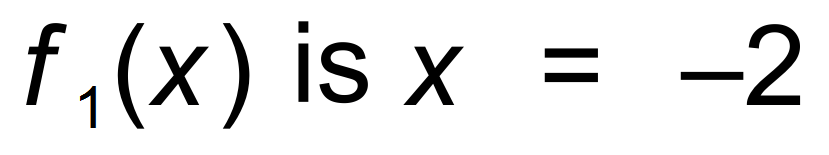 f₁(x) is x = –2